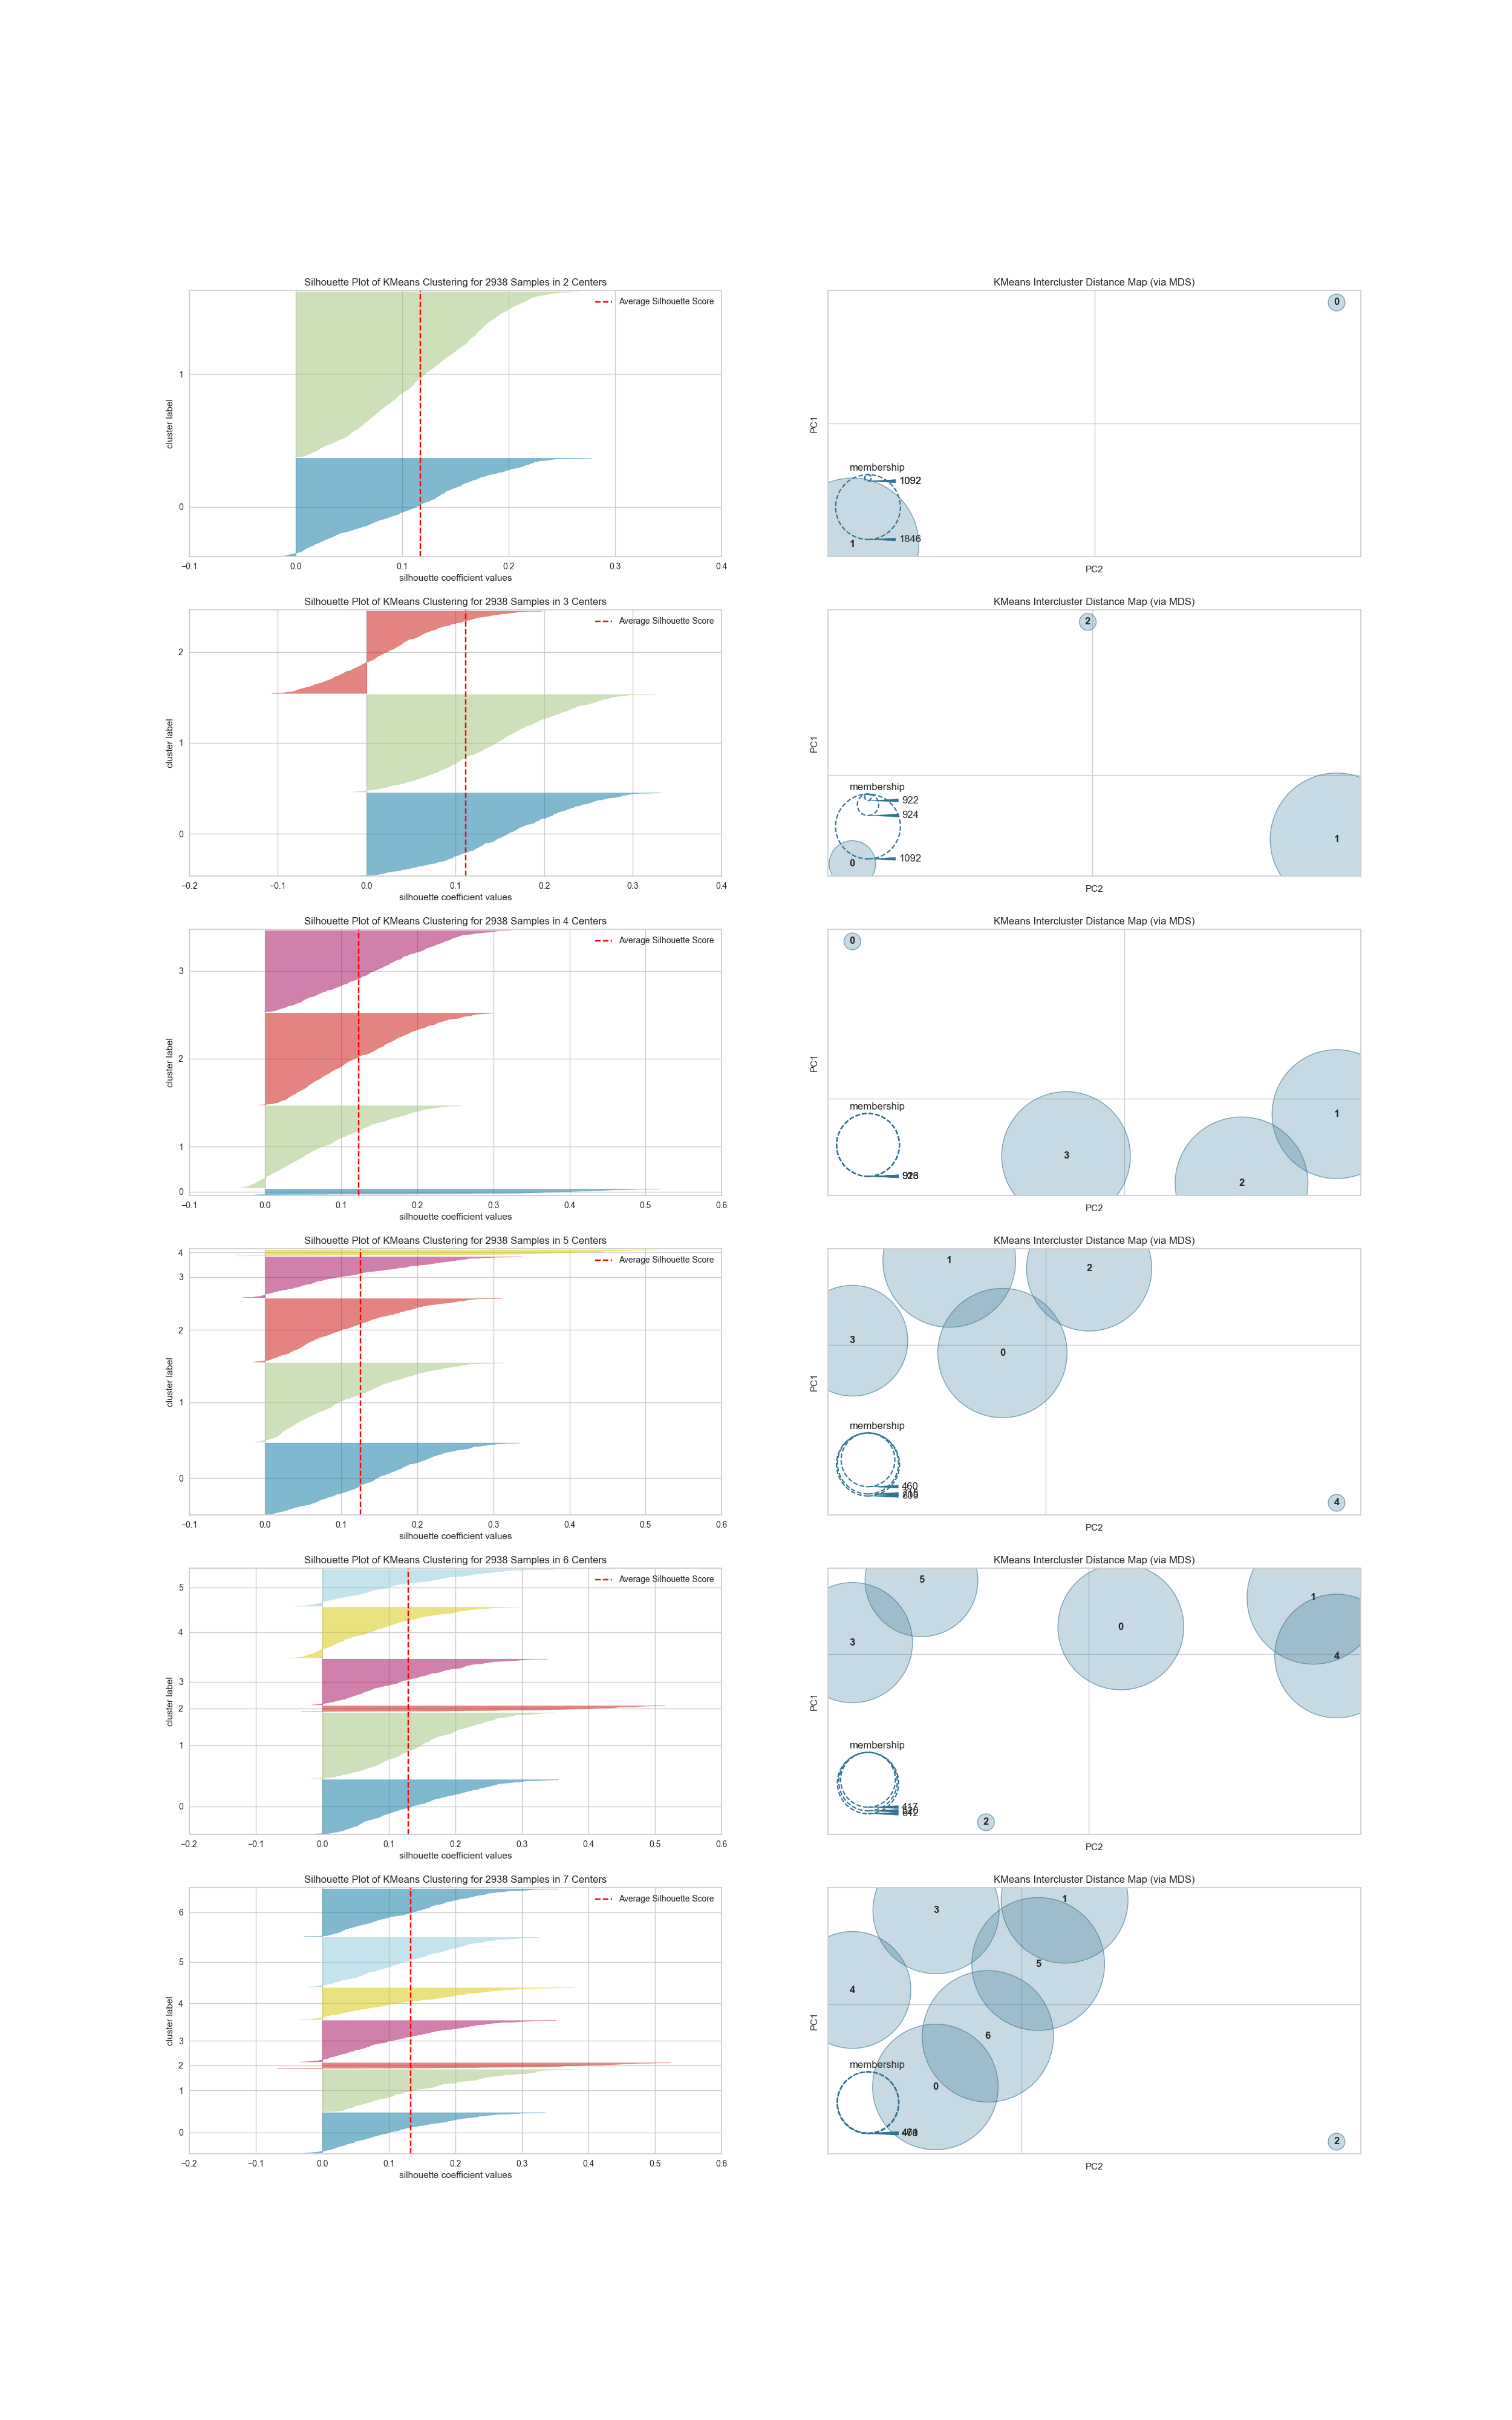 Silhouette Plot of KMeans Clustering for 2938 Samples in 2 Centers
Average Silhouette Score
cluster label
1
0
−0.1 0.0 0.1 0.2 0.3 0.4
silhouette coefficient values
KMeans Intercluster Distance Map (via MDS)
0
PC1
membership
1092
1846
1
PC2
Silhouette Plot of KMeans Clustering for 2938 Samples in 3 Centers
Average Silhouette Score
cluster label
2
1
0
−0.2 −0.1 0.0 0.1 0.2 0.3 0.4
silhouette coefficient values
KMeans Intercluster Distance Map (via MDS)
2
PC1
membership
922
924
1
1092
0
PC2
Silhouette Plot of KMeans Clustering for 2938 Samples in 4 Centers
Average Silhouette Score
cluster label
3
2
1
0
−0.1 0.0 0.1 0.2 0.3 0.4 0.5 0.6
silhouette coefficient values
KMeans Intercluster Distance Map (via MDS)
0
PC1
membership
1
3
2
PC2
Silhouette Plot of KMeans Clustering for 2938 Samples in 5 Centers
Average Silhouette Score
cluster label
4
3
2
1
0
−0.1 0.0 0.1 0.2 0.3 0.4 0.5 0.6
silhouette coefficient values
KMeans Intercluster Distance Map (via MDS)
1
2
3
0
PC1
membership
460
4
PC2
Silhouette Plot of KMeans Clustering for 2938 Samples in 6 Centers
Average Silhouette Score
cluster label
5
4
3
2
1
0
−0.2 −0.1 0.0 0.1 0.2 0.3 0.4 0.5 0.6
silhouette coefficient values
KMeans Intercluster Distance Map (via MDS)
5
1
0
3
4
PC1
membership
2
PC2
Silhouette Plot of KMeans Clustering for 2938 Samples in 7 Centers
Average Silhouette Score
cluster label
6
5
4
3
2
1
0
−0.2 −0.1 0.0 0.1 0.2 0.3 0.4 0.5 0.6
silhouette coefficient values
KMeans Intercluster Distance Map (via MDS)
1
3
5
4
PC1
6
membership
0
2
PC2